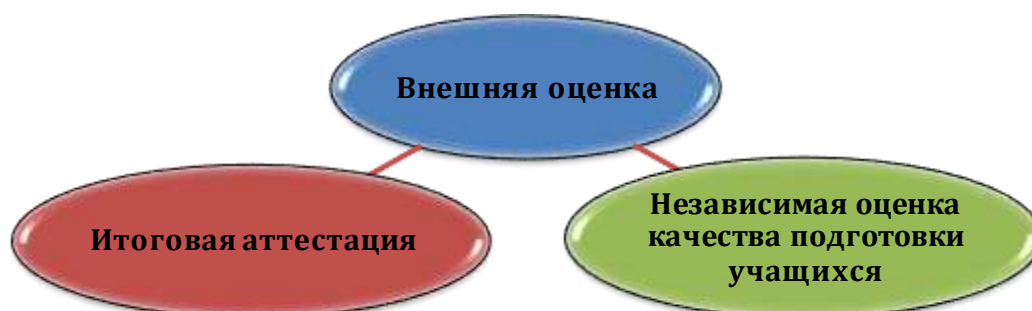 Внешняя оценка
Итоговая аттестация
Независимая оценка
качества подготовки
учащихся